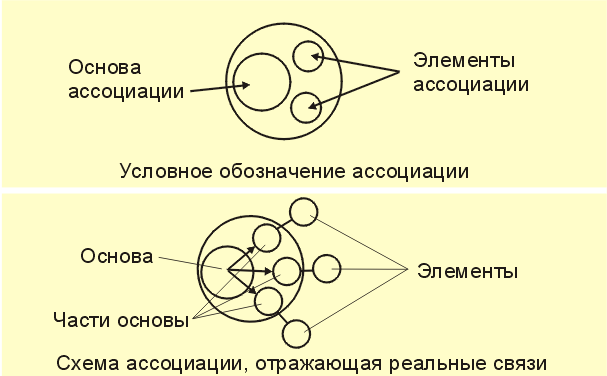 Основа
ассоциации
Элементы
ассоциации
Условное обозначение ассоциации
Основа
Элементы
Части основы
Схема ассоциации, отражающая реальные связи